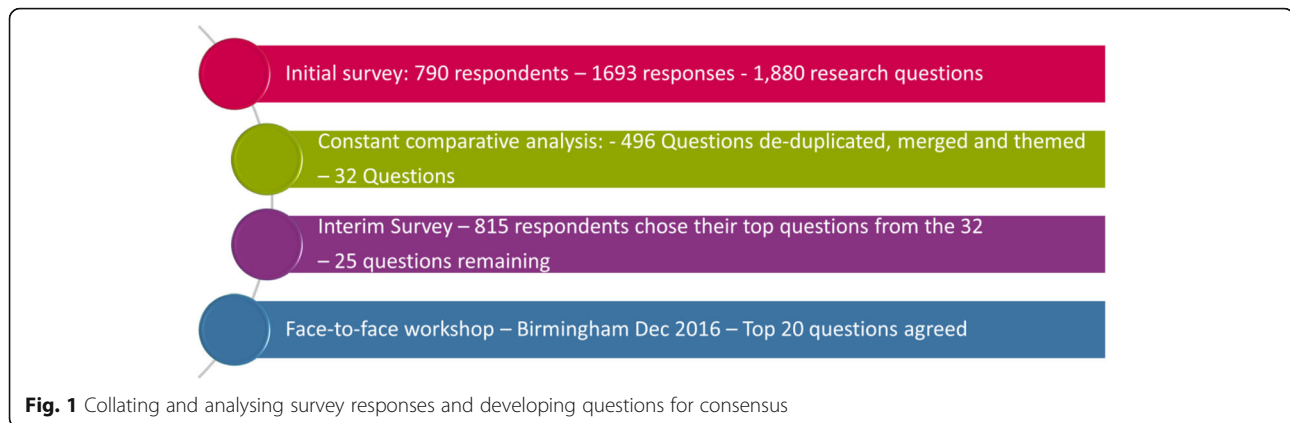 Initial survey: 790 respondents – 1693 responses - 1,880 research questions
Constant comparative analysis: - 496 Questions de-duplicated, merged and themed
– 32 Questions
Interim Survey – 815 respondents chose their top questions from the 32
– 25 questions remaining
Face-to-face workshop – Birmingham Dec 2016 – Top 20 questions agreed
Fig. 1 Collating and analysing survey responses and developing questions for consensus